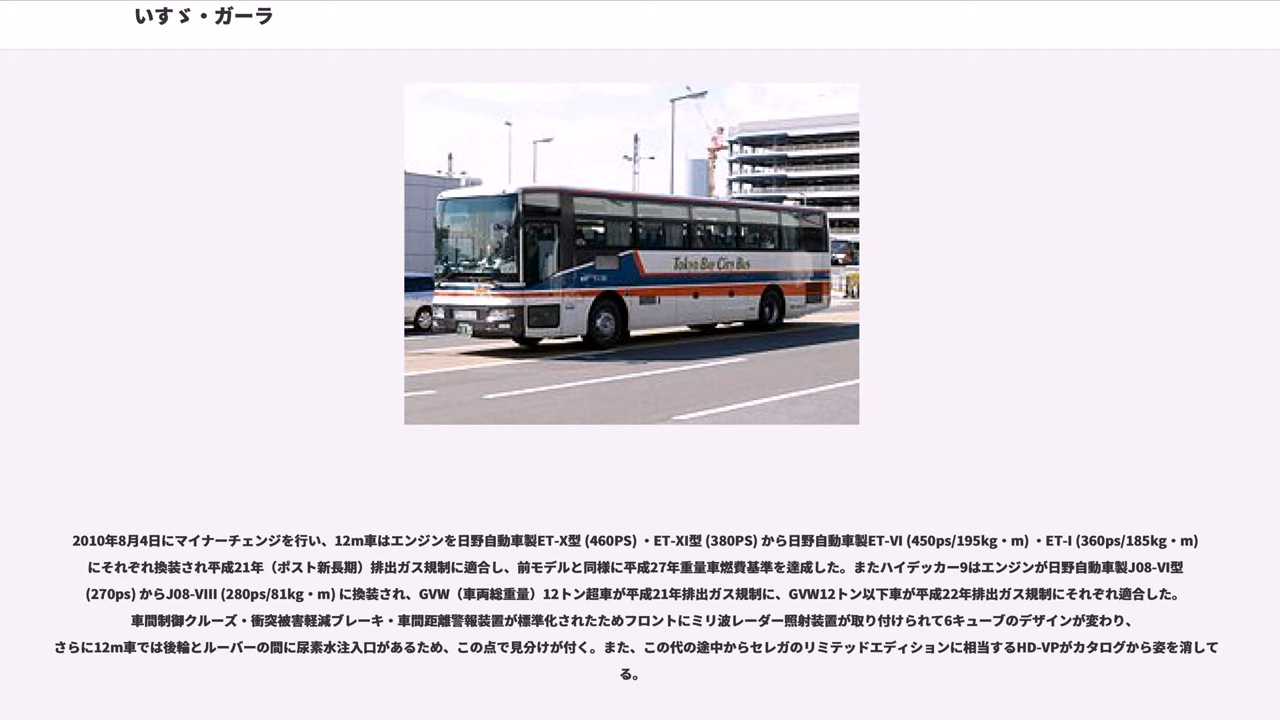 いすゞ・ガーラ
Tokyo Bay City Bus
2010年8月4日にマイナーチェンジを行い、12m車はエンジンを日野自動車製ET-X型 (460PS) ・ET-XI型 (380PS) から日野自動車製ET-VI (450ps/195kg・m) ・ET-I (360ps/185kg・m)
にそれぞれ換装され平成21年（ポスト新長期）排出ガス規制に適合し、前モデルと同様に平成27年重量車燃費基準を達成した。またハイデッカー9はエンジンが日野自動車製J08-VI型
(270ps) からJ08-VIII (280ps/81kg・m) に換装され、GVW（車両総重量）12トン超車が平成21年排出ガス規制に、GVW12トン以下車が平成22年排出ガス規制にそれぞれ適合した。
車間制御クルーズ・衝突被害軽減ブレーキ・車間距離警報装置が標準化されたためフロントにミリ波レーダー照射装置が取り付けられて6キューブのデザインが変わり、
さらに12m車では後輪とルーバーの間に尿素水注入口があるため、この点で見分けが付く。また、この代の途中からセレガのリミテッドエディションに相当するHD-VPがカタログから姿を消して
る。